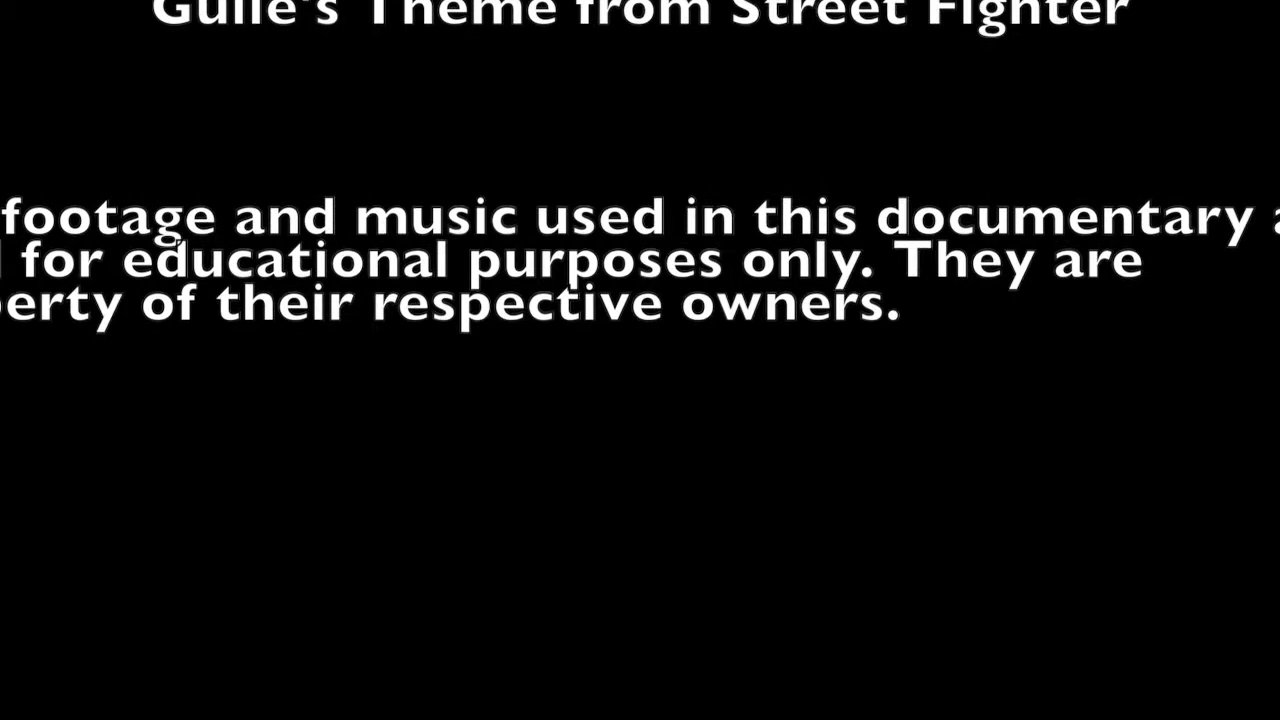 Guile's Theme from Street Fighter
footage and music used in this documentary
for educational purposes only. They are
of their respective owners.